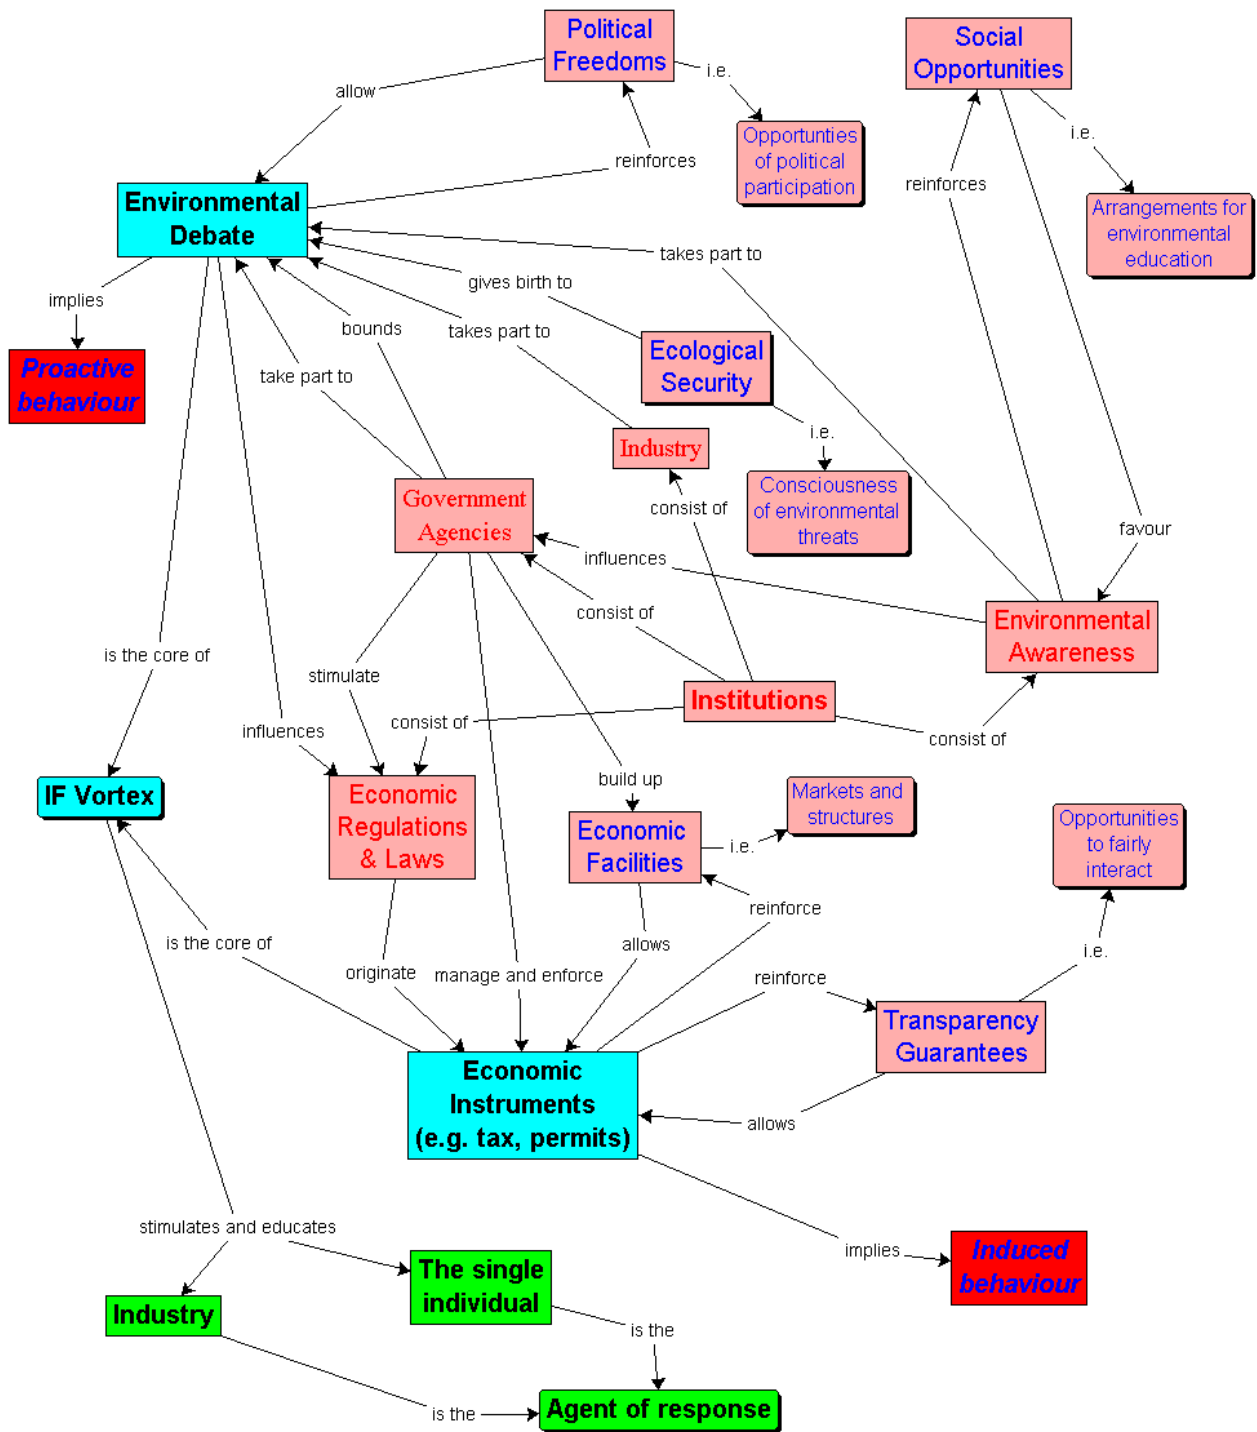 Political
Freedoms
Social
Opportunities
i.e.
allow
Opportunties
of political
participation
i.e.
reinforces
reinforces
Environmental
Debate
Arrangements for
environmental
education
takes part to
gives birth to
implies
bounds
takes part to
Ecological
Security
Proactive
behaviour
take part to
i.e.
Industry
Government
Agencies
Consciousness
of environmental
threats
consist of
favour
influences
consist of
Environmental
Awareness
is the core of
stimulate
Institutions
consist of
influences
consist of
build up
IF Vortex
Economic
Regulations
& Laws
Economic
Facilities
i.e.
Markets and
structures
Opportunities
to fairly
interact
reinforce
is the core of
allows
i.e.
originate
manage and enforce
reinforce
Transparency
Guarantees
Economic
Instruments
(e.g. tax, permits)
allows
stimulates and educates
implies
Induced
behaviour
The single
individual
Industry
is the
is the
Agent of response